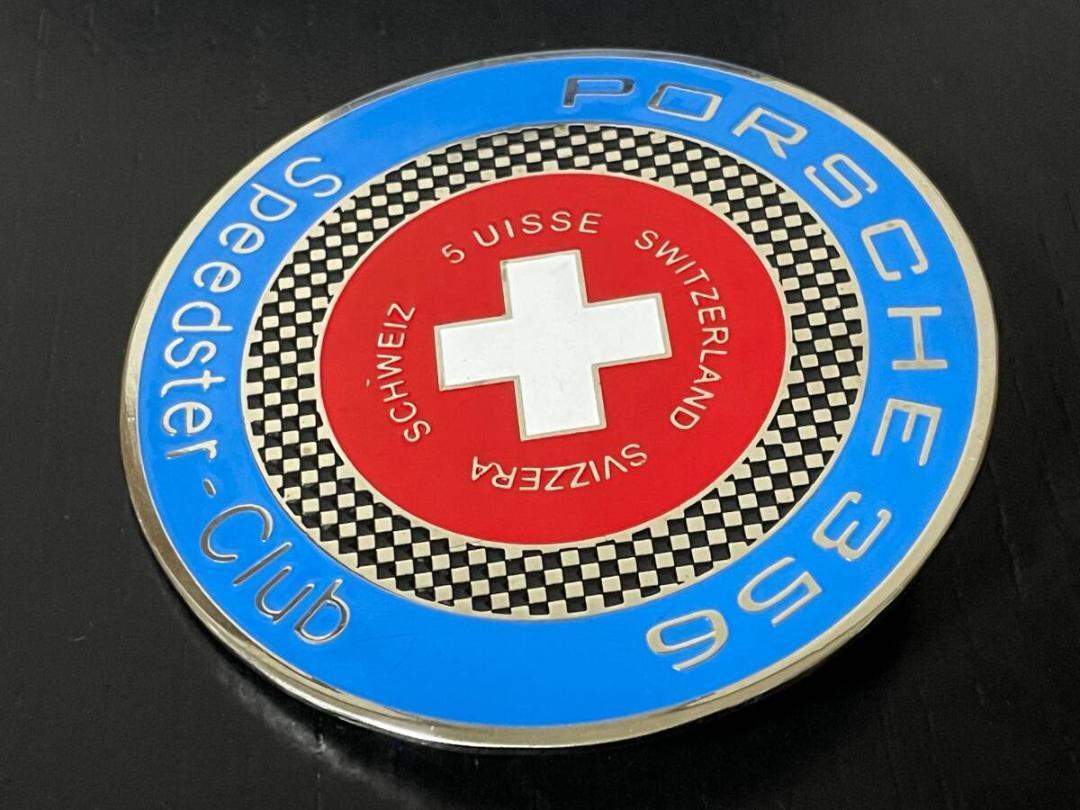 PORSCHE 356
Speedster-Club
5UISSE
SWITZERLAND
SVIZZERA
SCHWEIZ